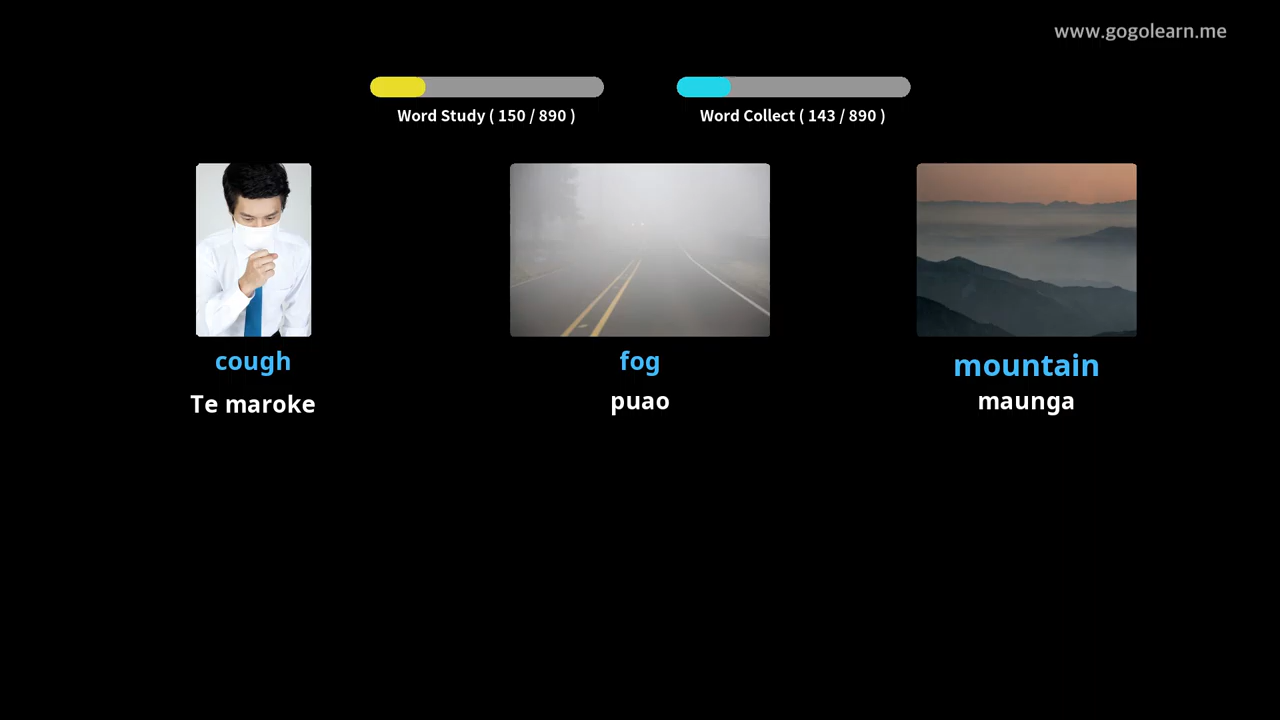 www.gogolearn.me
Word Study ( 150 / 890 )
Word Collect ( 143 / 890 )
cough
fog
mountain
Te maroke
puao
maunga